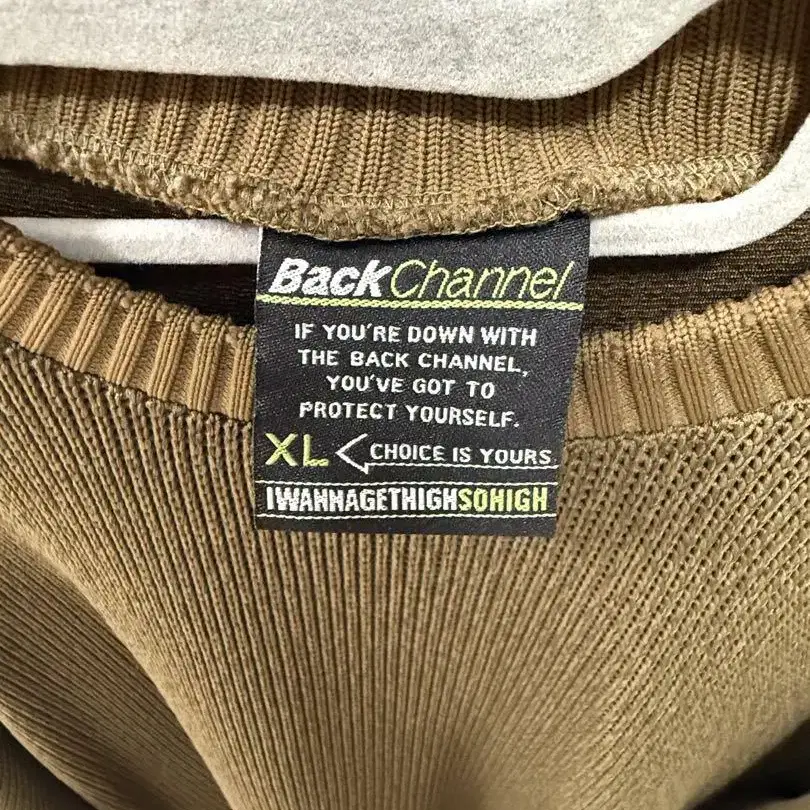 BackChannel
IF YOU'RE DOWN WITH
THE BACK CHANNEL,
YOU'VE GOT TO
PROTECT YOURSELF.
XL CHOICE IS YOURS
IWANNAGETHIGHSOHIGH